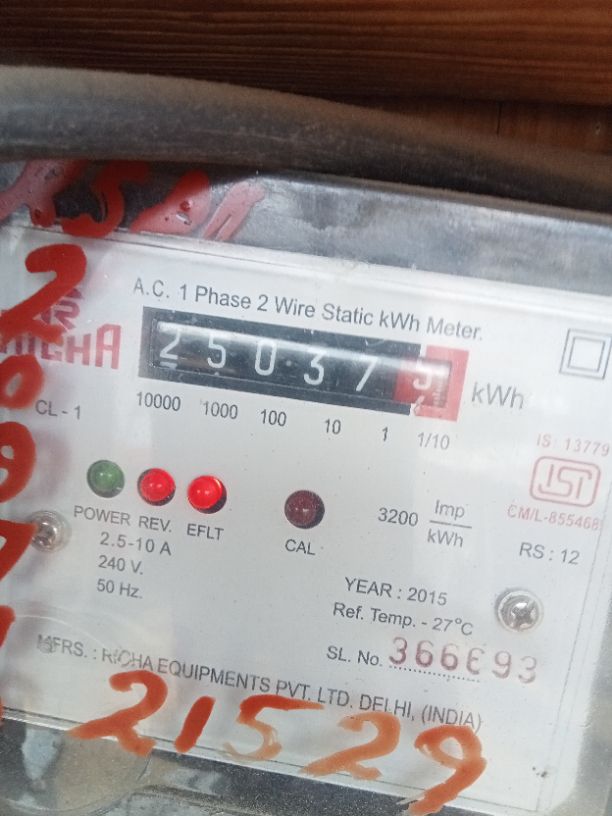 A.C. 1 Phase 2 Wire Static kWh Meter.
RICHA
25037 kWh
CL - 1
10000 1000 100 10 1 1/10
IS: 13779
ISI
CM/L-8554685
POWER REV. EFLT
CAL
3200 Imp/kWh
RS : 12
2.5-10 A
240 V.
50 Hz.
YEAR : 2015
Ref. Temp. - 27°C
SL. No. 366693
MFRS. : RICHA EQUIPMENTS PVT. LTD. DELHI, (INDIA)
21529